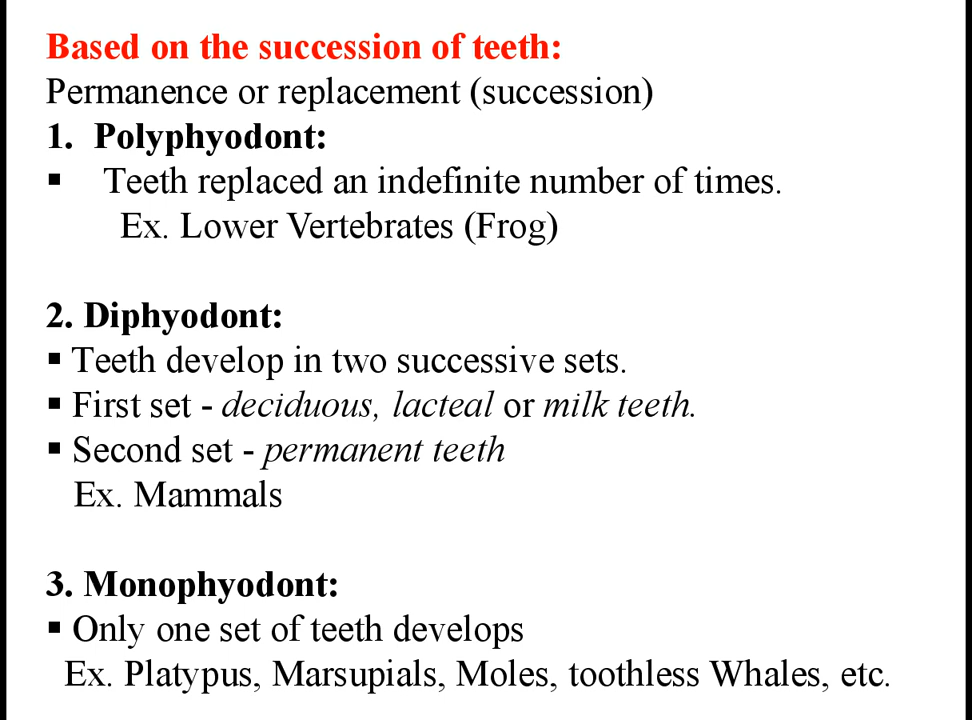 Based on the succession of teeth:
Permanence or replacement (succession)
1. Polyphyodont:
▪ Teeth replaced an indefinite number of times.
Ex. Lower Vertebrates (Frog)
2. Diphyodont:
▪ Teeth develop in two successive sets.
▪ First set - deciduous, lacteal or milk teeth.
▪ Second set - permanent teeth
Ex. Mammals
3. Monophyodont:
▪ Only one set of teeth develops
Ex. Platypus, Marsupials, Moles, toothless Whales, etc.